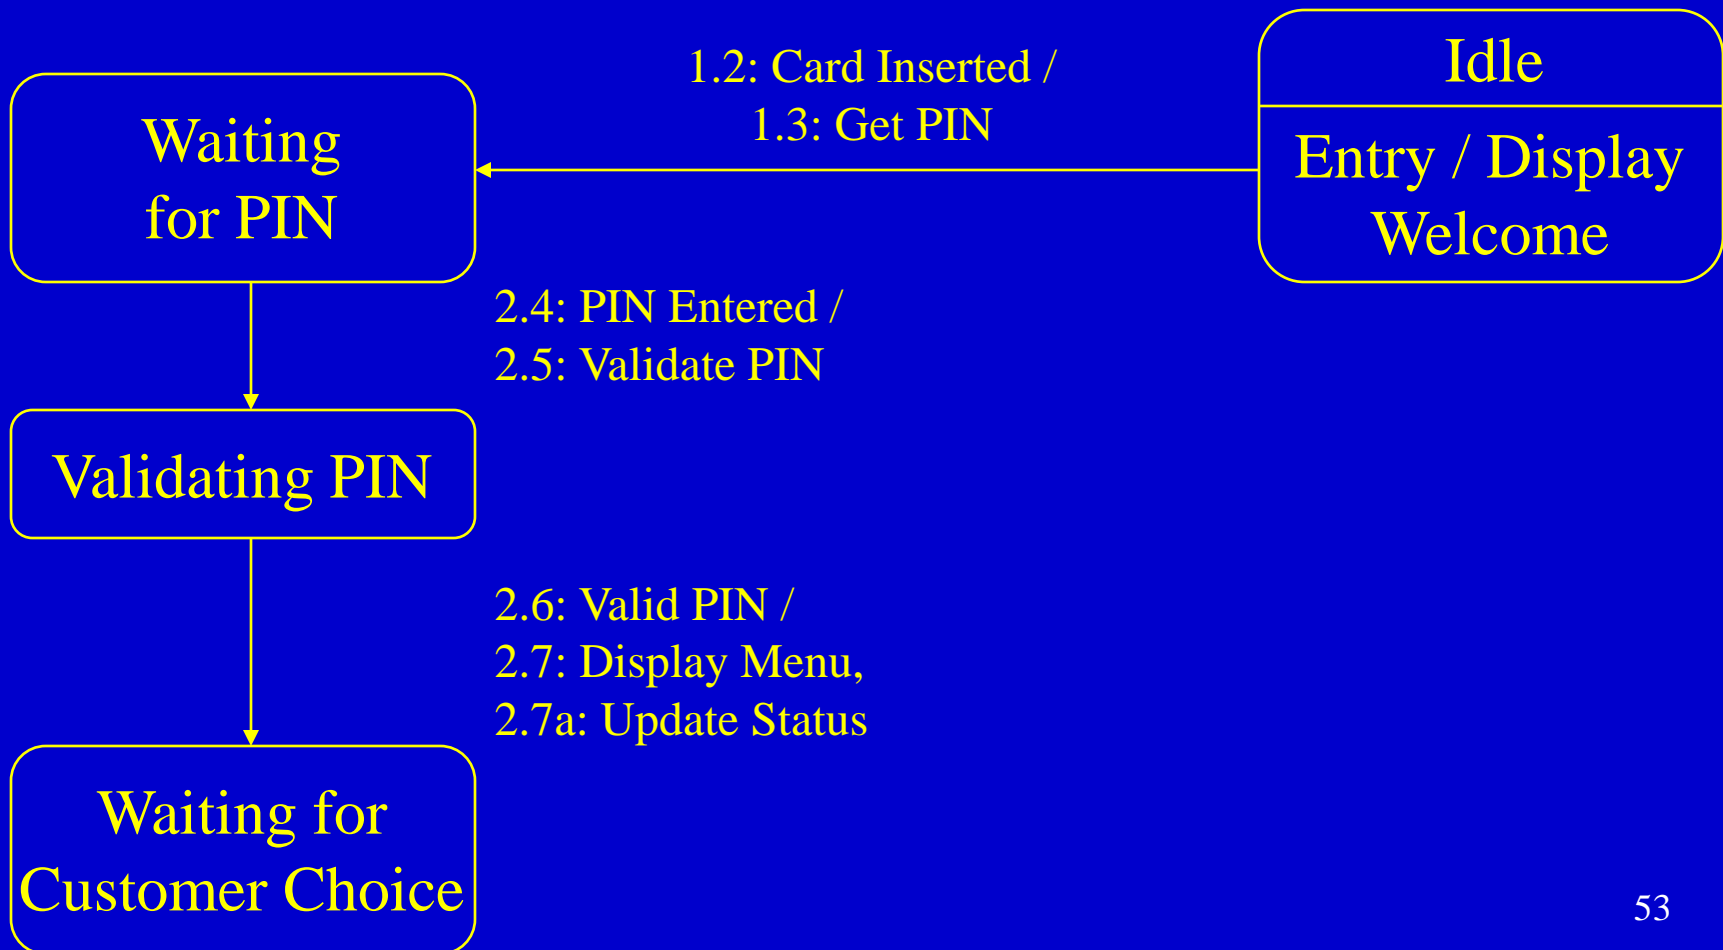 Idle
Entry / Display
Welcome
1.2: Card Inserted /
1.3: Get PIN
Waiting
for PIN
2.4: PIN Entered /
2.5: Validate PIN
Validating PIN
2.6: Valid PIN /
2.7: Display Menu,
2.7a: Update Status
Waiting for
Customer Choice
53